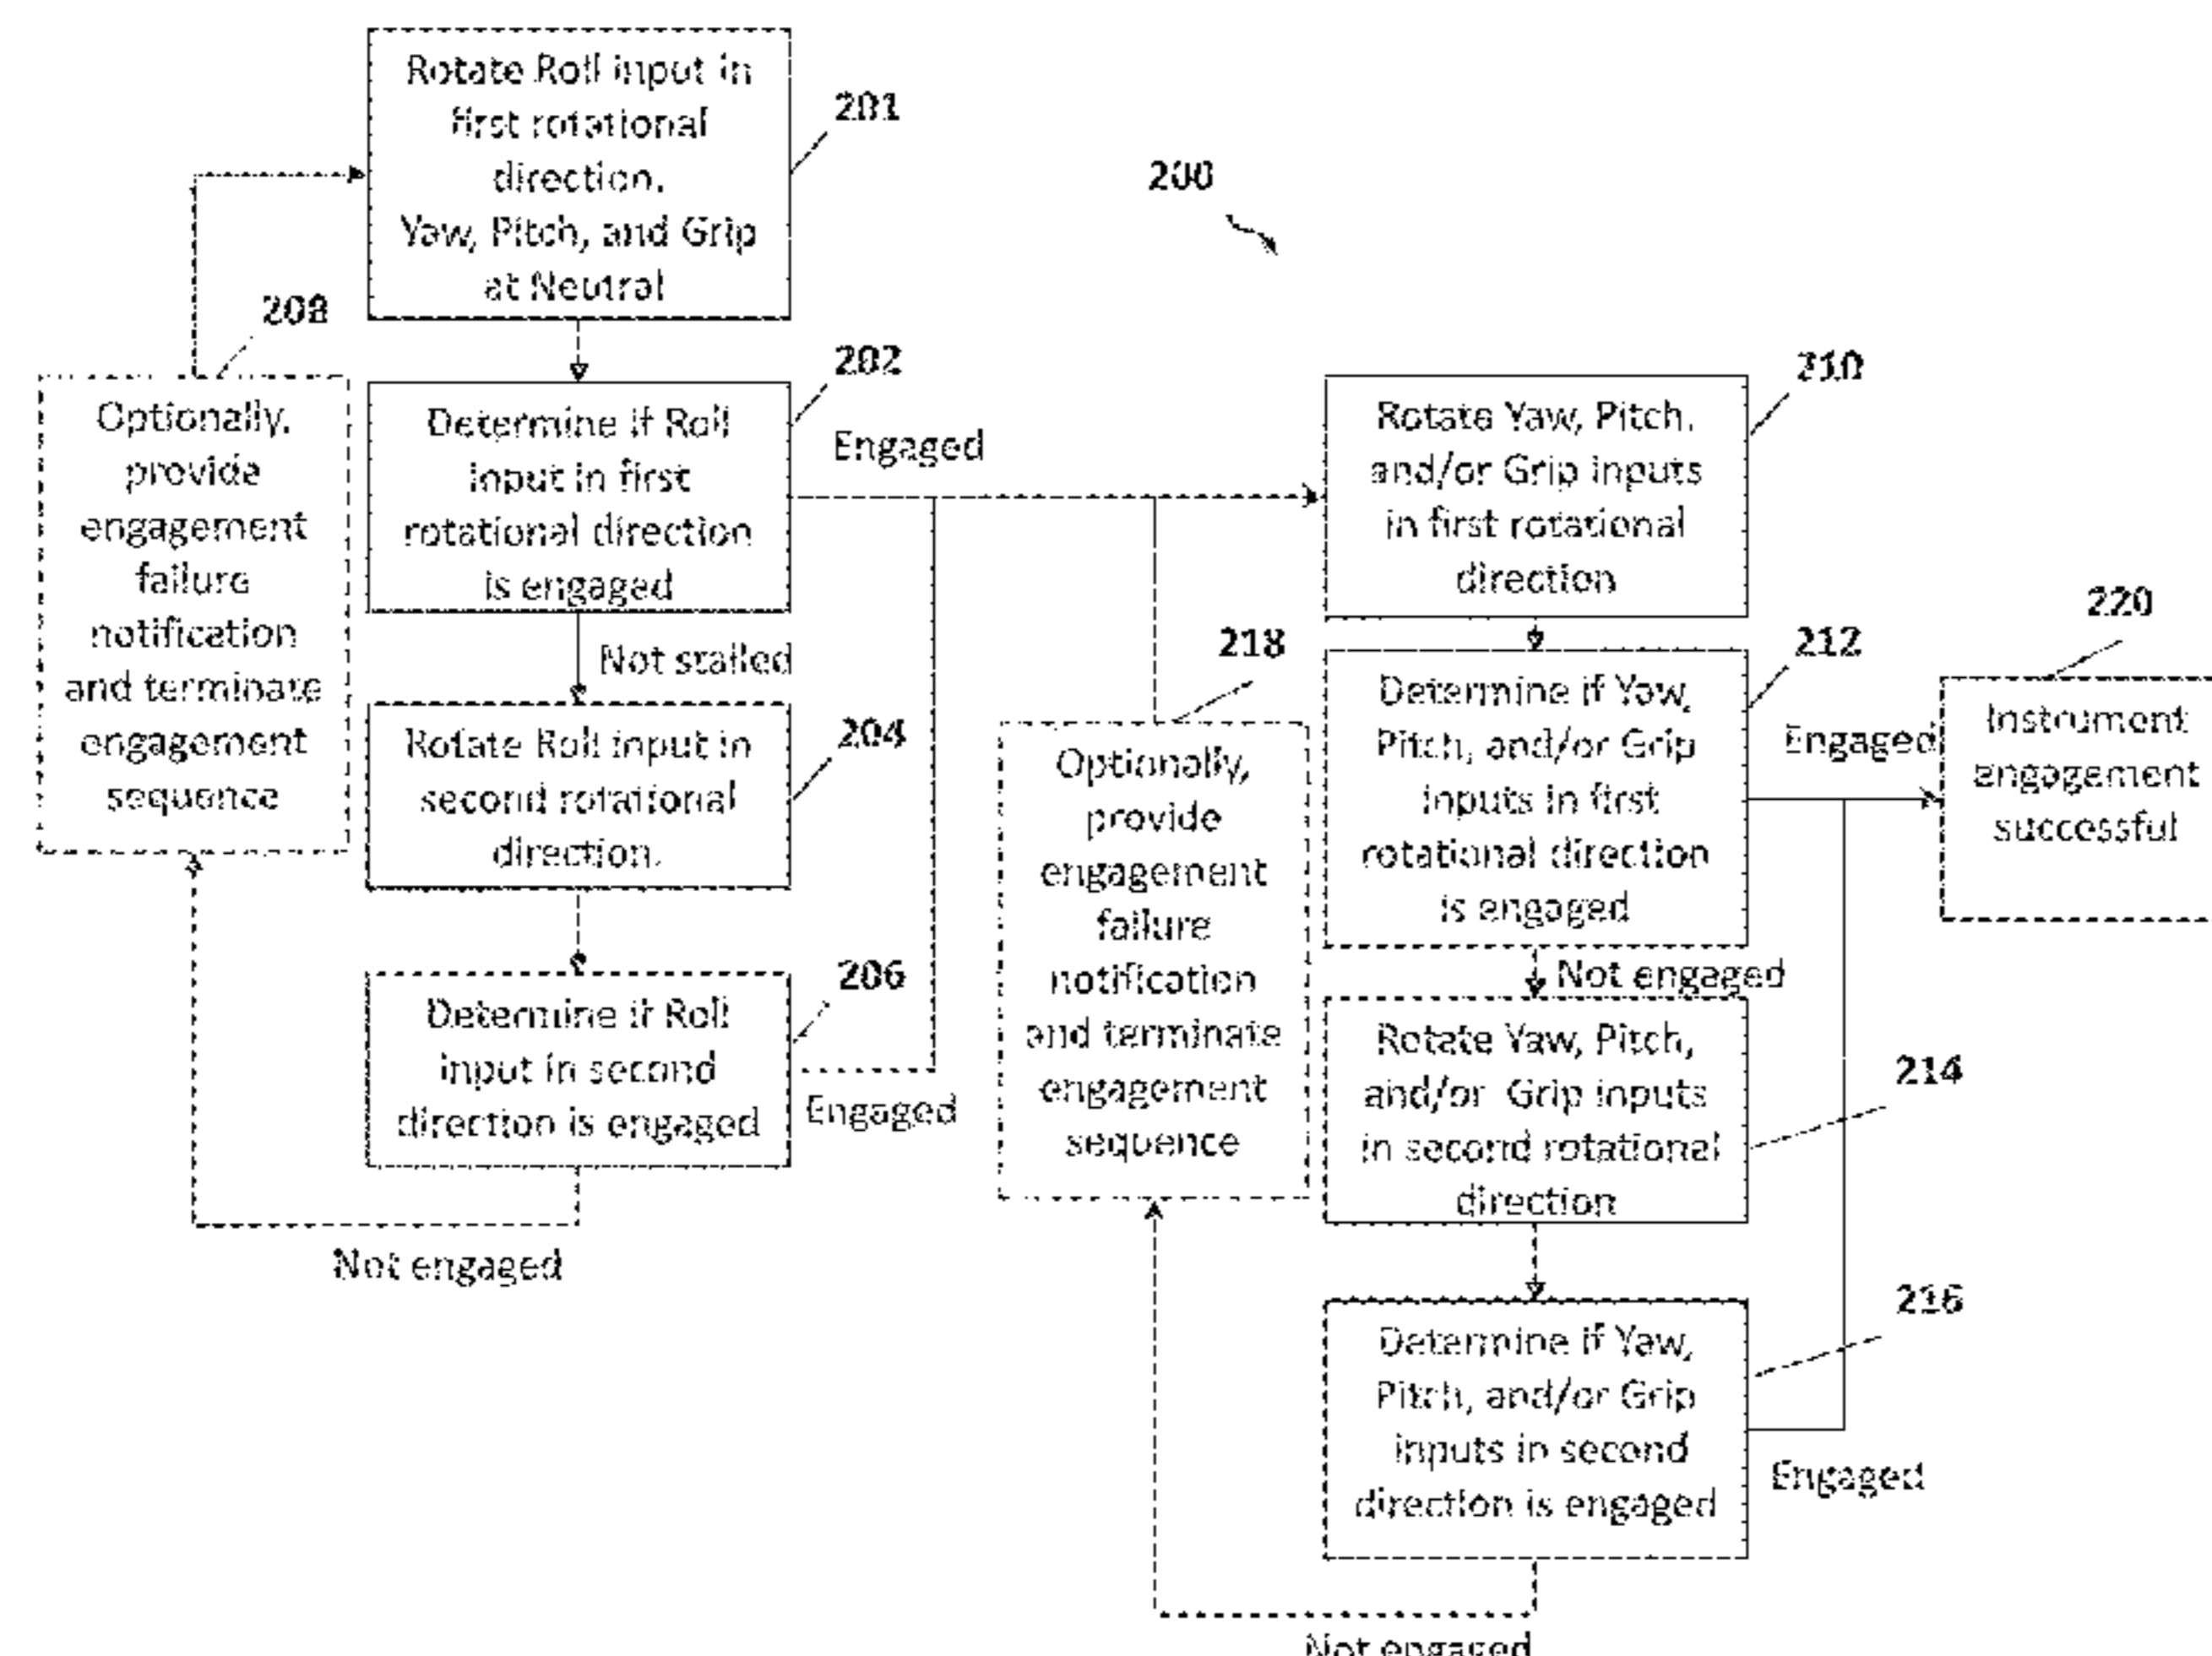 Rotate Roll input in
first rotational
direction.
Yaw, Pitch, and Grip
at Neutral
201
200
208
Optionally,
provide
engagement
failure
notification
and terminate
engagement
sequence
202
Determine if Roll
input in first
rotational direction
is engaged
Engaged
Not stalled
204
Rotate Roll input in
second rotational
direction.
206
Determine if Roll
input in second
direction is engaged
Engaged
Not engaged
210
Rotate Yaw, Pitch,
and/or Grip inputs
in first rotational
direction
212
Determine if Yaw,
Pitch, and/or Grip
inputs in first
rotational direction
is engaged
Engaged
220
Instrument
engagement
successful
218
Optionally,
provide
engagement
failure
notification
and terminate
engagement
sequence
Not engaged
214
Rotate Yaw, Pitch,
and/or Grip inputs
in second rotational
direction
216
Determine if Yaw,
Pitch, and/or Grip
inputs in second
direction is engaged
Engaged
Not engaged